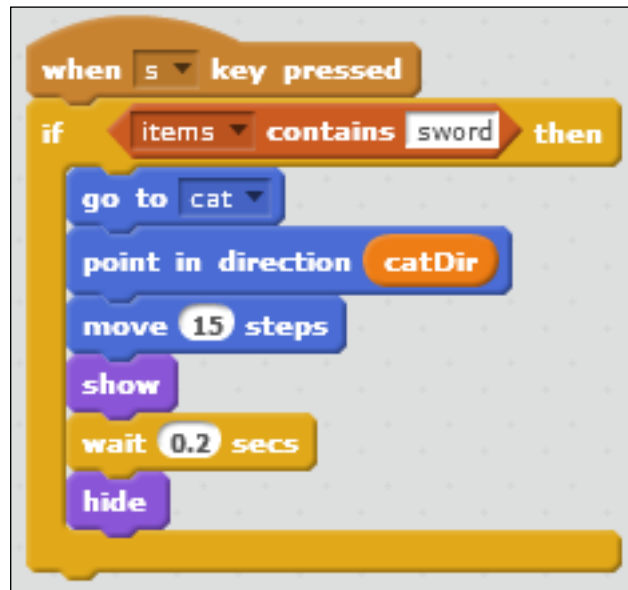 when s key pressed
if items contains sword then
go to cat
point in direction catDir
move 15 steps
show
wait 0.2 secs
hide